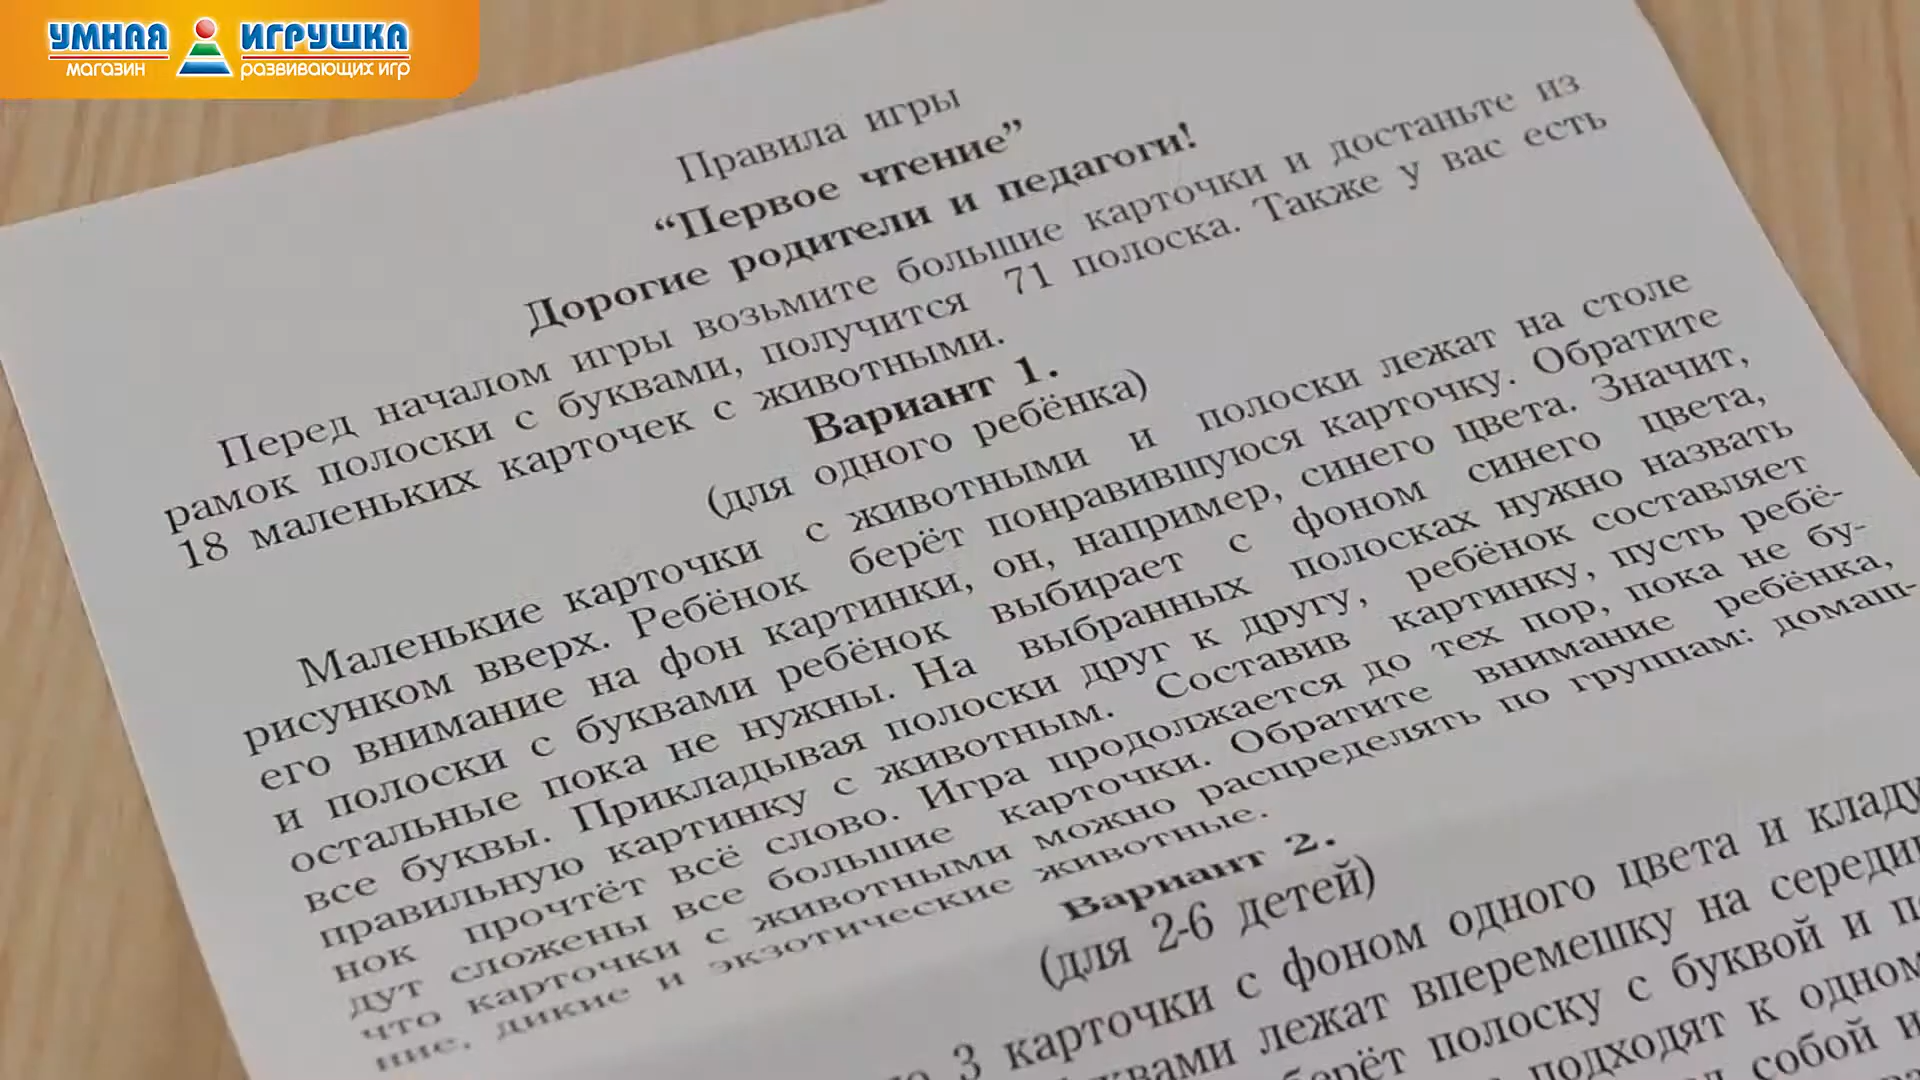 УМНАЯ ИГРУШКА
магазин развивающих игр
Правила игры
“Первое чтение”
Дорогие родители и педагоги!
Перед началом игры возьмите большие карточки и достаньте из
рамок полоски с буквами, получится 71 полоска. Также у вас есть
18 маленьких карточек с животными.
Вариант 1.
(для одного ребёнка)
Маленькие карточки с животными и полоски лежат на столе
рисунком вверх. Ребёнок берёт понравившуюся карточку. Обратите
его внимание на фон картинки, он, например, синего цвета. Значит,
и полоски с буквами ребёнок выбирает с фоном синего цвета,
остальные пока не нужны. На выбранных полосках нужно назвать
все буквы. Прикладывая полоски друг к другу, ребёнок составляет
правильную картинку с животным. Составив картинку, пусть ребё-
нок прочтёт всё слово. Игра продолжается до тех пор, пока не бу-
дут сложены все большие карточки. Обратите внимание ребёнка,
что карточки с животными можно распределять по группам: домаш-
ние, дикие и экзотические животные.
Вариант 2.
(для 2-6 детей)
3 карточки с фоном одного цвета и кладу
лежат вперемешку на середин
полоску с буквой и
подходят к одном
собой и